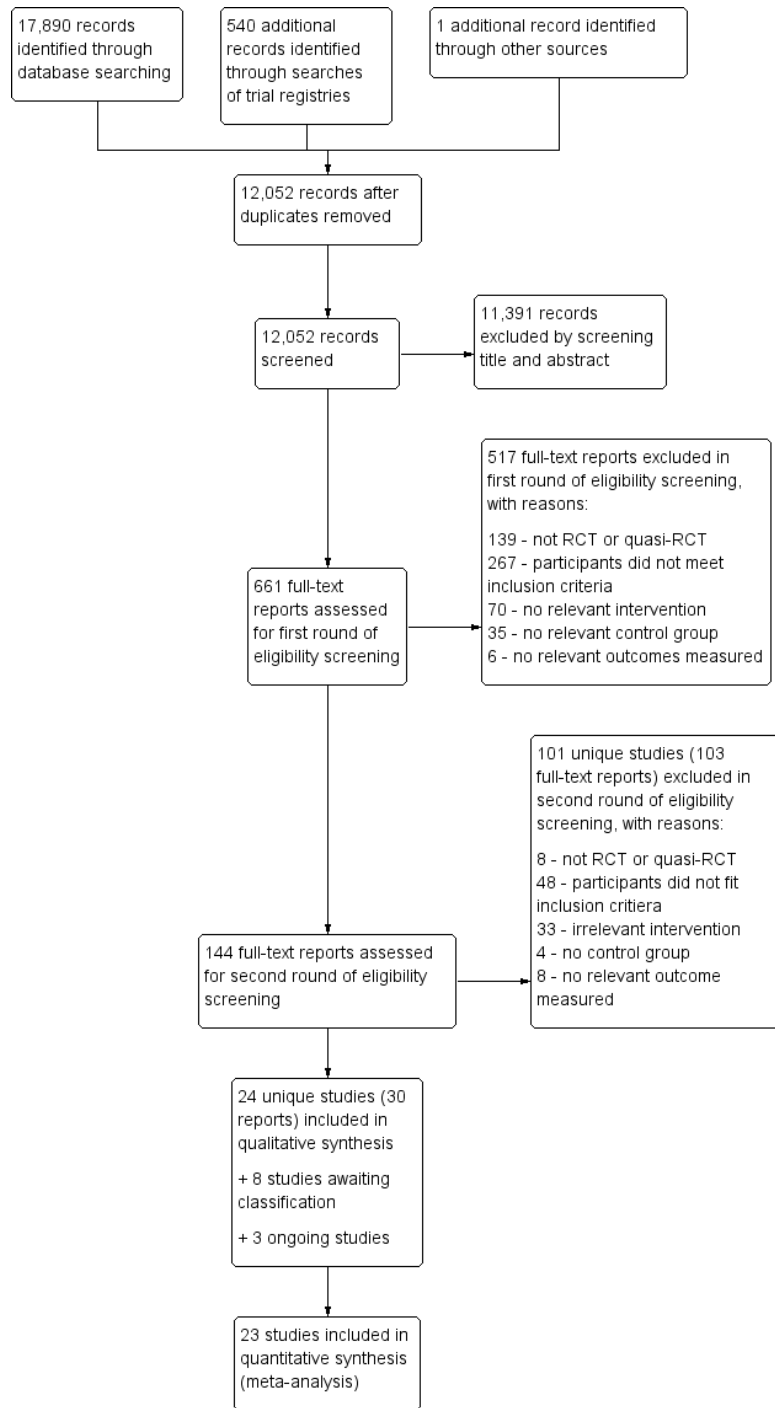 17,890 records
identified through
database searching
540 additional
records identified
through searches
of trial registries
1 additional record identified
through other sources
12,052 records after
duplicates removed
12,052 records
screened
11,391 records
excluded by screening
title and abstract
661 full-text
reports assessed
for first round of
eligibility screening
517 full-text reports excluded in
first round of eligibility screening,
with reasons:
139 - not RCT or quasi-RCT
267 - participants did not meet
inclusion criteria
70 - no relevant intervention
35 - no relevant control group
6 - no relevant outcomes measured
144 full-text reports assessed
for second round of eligibility
screening
101 unique studies (103
full-text reports) excluded in
second round of eligibility
screening, with reasons:
8 - not RCT or quasi-RCT
48 - participants did not fit
inclusion critiera
33 - irrelevant intervention
4 - no control group
8 - no relevant outcome
measured
24 unique studies (30
reports) included in
qualitative synthesis
+ 8 studies awaiting
classification
+ 3 ongoing studies
23 studies included in
quantitative synthesis
(meta-analysis)